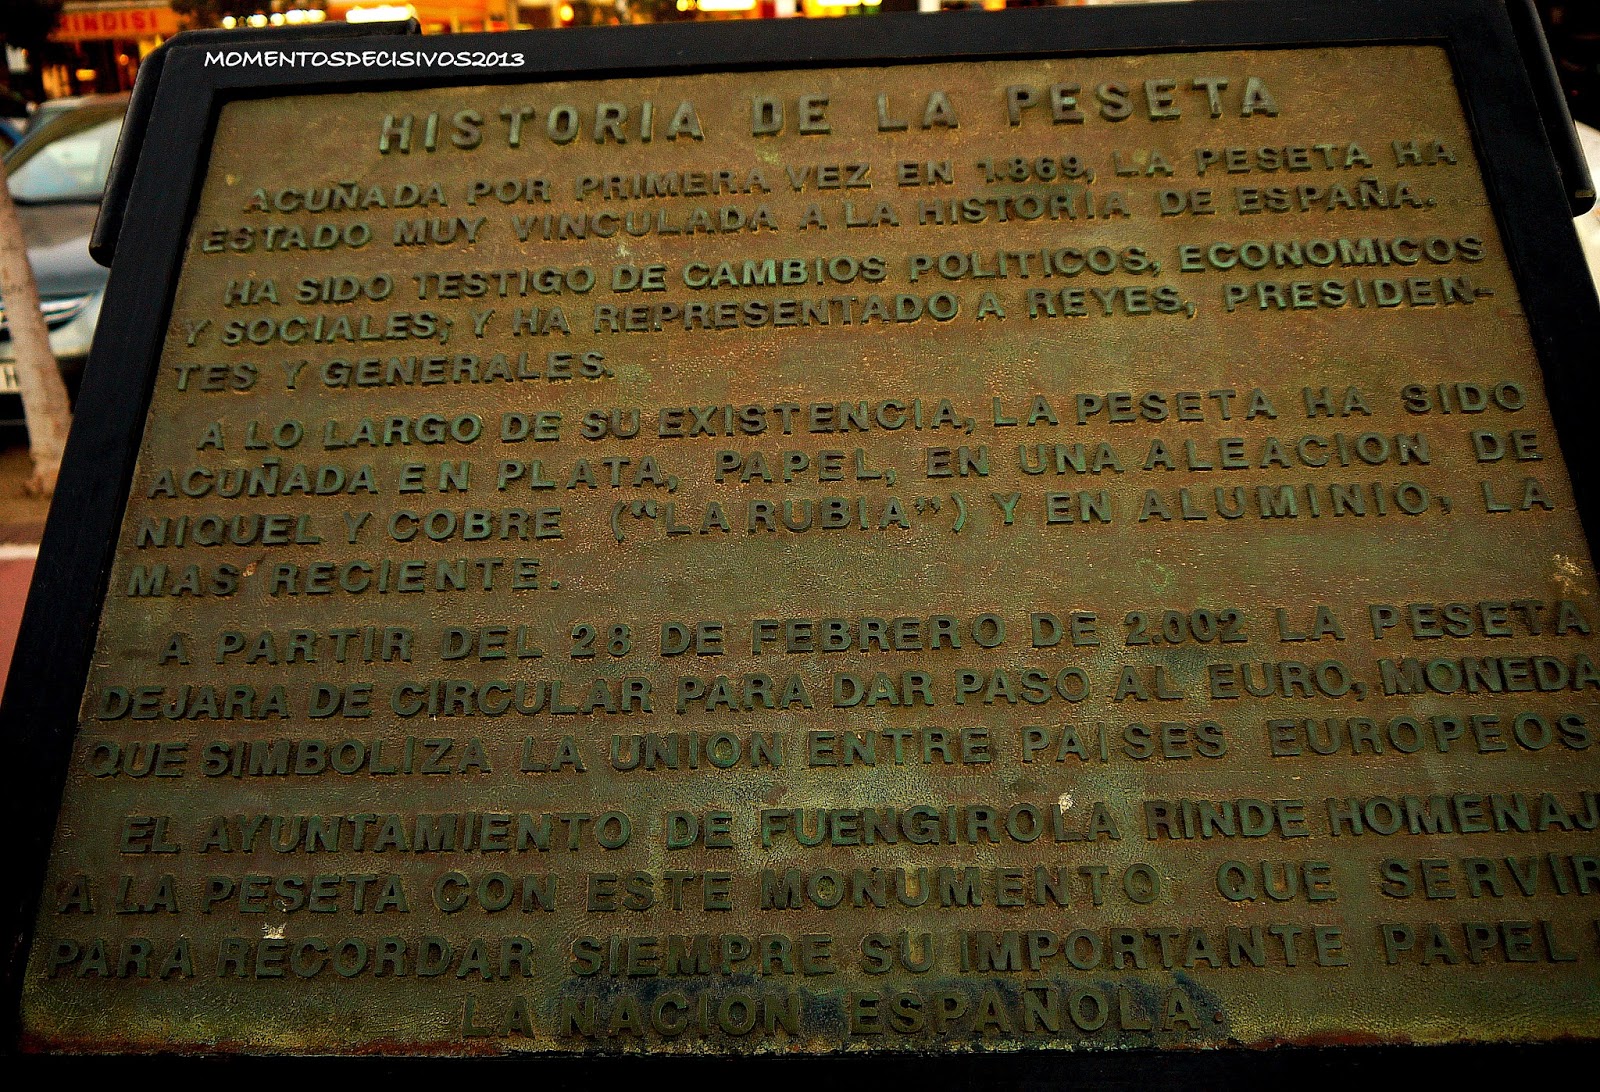 RINDISI
MOMENTOSDECISIVOS2013
HISTORIA DE LA PESETA
ACUÑADA POR PRIMERA VEZ EN 1.869, LA PESETA HA
ESTADO MUY VINCULADA A LA HISTORIA DE ESPAÑA.
HA SIDO TESTIGO DE CAMBIOS POLITICOS, ECONOMICOS
Y SOCIALES; Y HA REPRESENTADO A REYES, PRESIDEN-
TES Y GENERALES.
A LO LARGO DE SU EXISTENCIA, LA PESETA HA SIDO
ACUÑADA EN PLATA, PAPEL, EN UNA ALEACION DE
NIQUEL Y COBRE ("LA RUBIA") Y EN ALUMINIO, LA
MAS RECIENTE.
A PARTIR DEL 28 DE FEBRERO DE 2.002 LA PESETA
DEJARA DE CIRCULAR PARA DAR PASO AL EURO, MONEDA
QUE SIMBOLIZA LA UNION ENTRE PAISES EUROPEOS
EL AYUNTAMIENTO DE FUENGIROLA RINDE HOMENAJ
A LA PESETA CON ESTE MONUMENTO QUE SERVIR
PARA RECORDAR SIEMPRE SU IMPORTANTE PAPEL
LA NACION ESPAÑOLA.